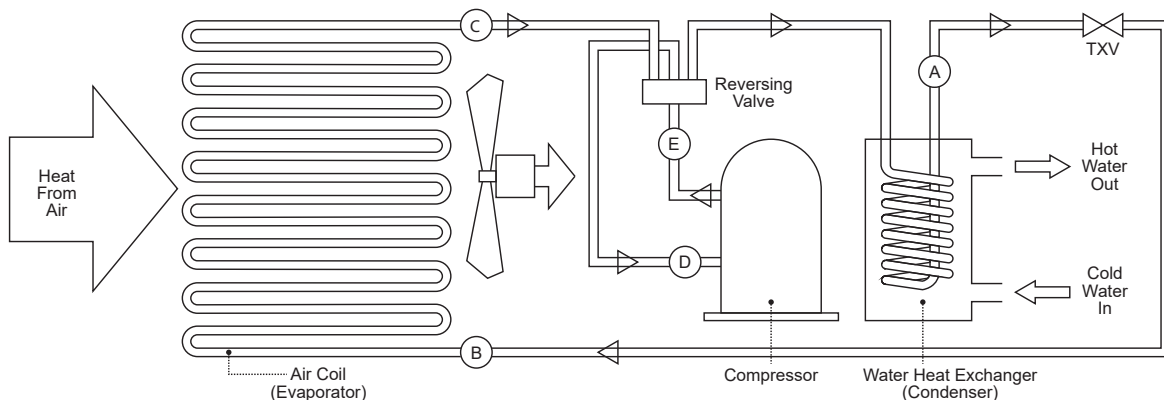 C
A
TXV
Reversing
Valve
E
Heat
From
Air
Hot
Water
Out
D
Cold
Water
In
B
Air Coil
(Evaporator)
Compressor
Water Heat Exchanger
(Condenser)